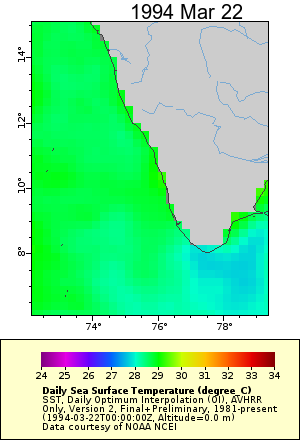 1994 Mar 22
14°
12°
10°
8°
74°
76°
78°
24 25 26 27 28 29 30 31 32 33 34
Daily Sea Surface Temperature (degree_C)
SST, Daily Optimum Interpolation (OI), AVHRR
Only, Version 2, Final+Preliminary, 1981-present
(1994-03-22T00:00:00Z, Altitude=0.0 m)
Data courtesy of NOAA NCEI